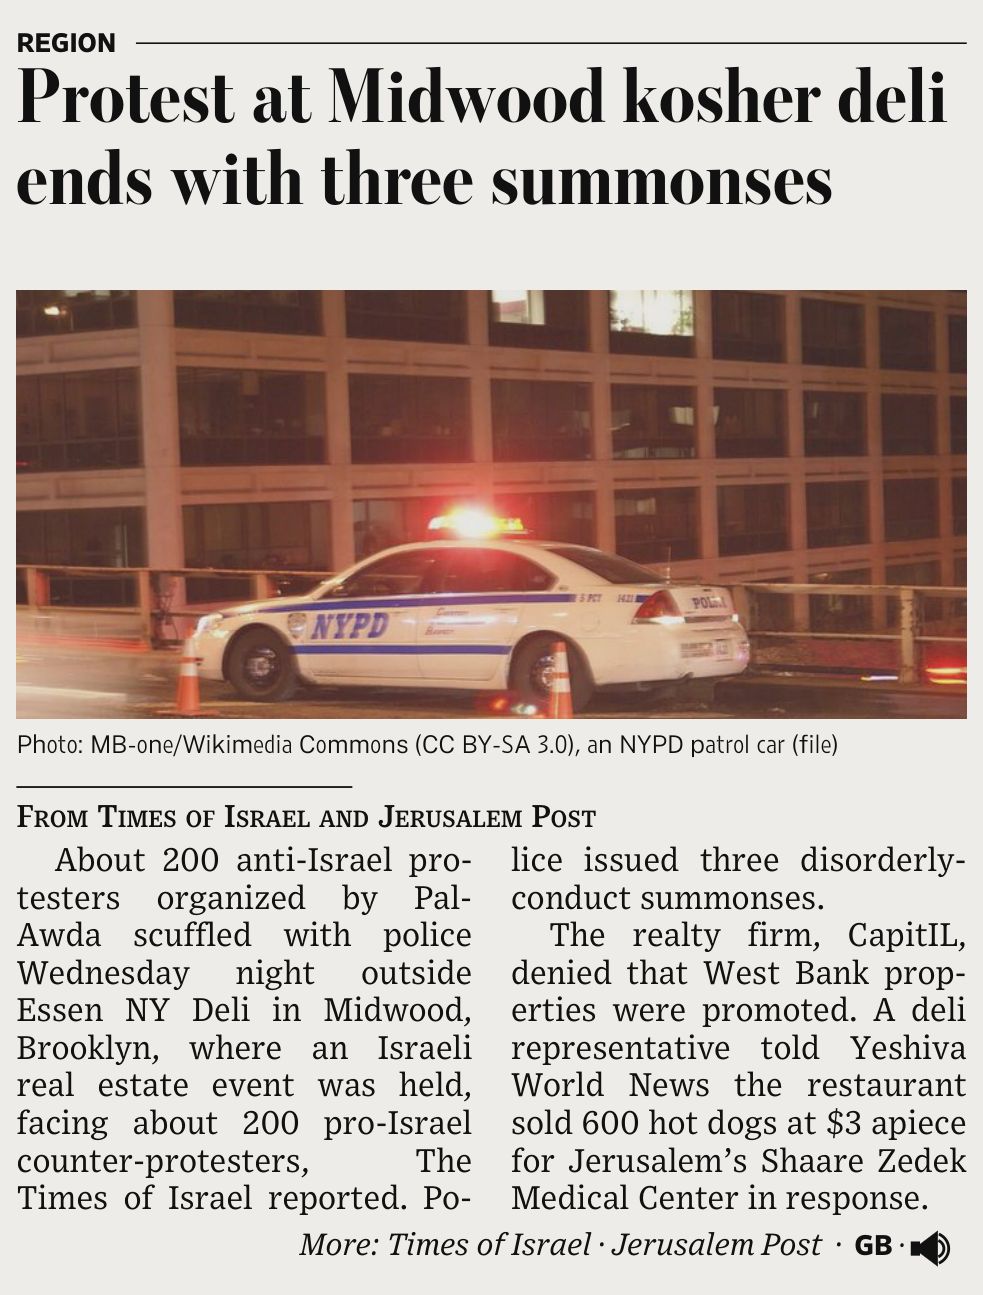 REGION
Protest at Midwood kosher deli
ends with three summonses
NYPD
5 PCT 1421
POLICE
Photo: MB-one/Wikimedia Commons (CC BY-SA 3.0), an NYPD patrol car (file)
FROM TIMES OF ISRAEL AND JERUSALEM POST
About 200 anti-Israel pro-
testers organized by Pal-
Awda scuffled with police
Wednesday night outside
Essen NY Deli in Midwood,
Brooklyn, where an Israeli
real estate event was held,
facing about 200 pro-Israel
counter-protesters, The
Times of Israel reported. Po-
lice issued three disorderly-
conduct summonses.
The realty firm, CapitIL,
denied that West Bank prop-
erties were promoted. A deli
representative told Yeshiva
World News the restaurant
sold 600 hot dogs at $3 apiece
for Jerusalem’s Shaare Zedek
Medical Center in response.
More: Times of Israel · Jerusalem Post · GB ·